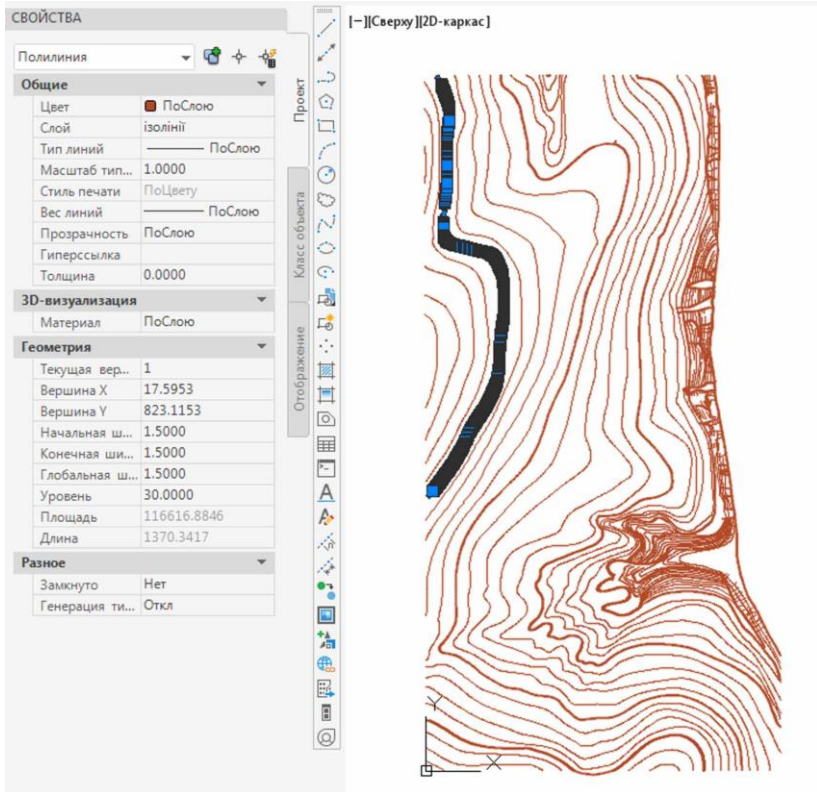 СВОЙСТВА
Полилиния
Общие
Цвет ПоСлою
Слой ізолінії
Тип линий ПоСлою
Масштаб тип... 1.0000
Стиль печати ПоЦвету
Вес линий ПоСлою
Прозрачность ПоСлою
Гиперссылка
Толщина 0.0000
3D-визуализация
Материал ПоСлою
Геометрия
Текущая вер... 1
Вершина X 17.5953
Вершина Y 823.1153
Начальная ш... 1.5000
Конечная ши... 1.5000
Глобальная ш... 1.5000
Уровень 30.0000
Площадь 116616.8846
Длина 1370.3417
Разное
Замкнуто Нет
Генерация ти... Откл
Проект
Класс объекта
Отображение
[−][Сверху][2D-каркас]
Y
X